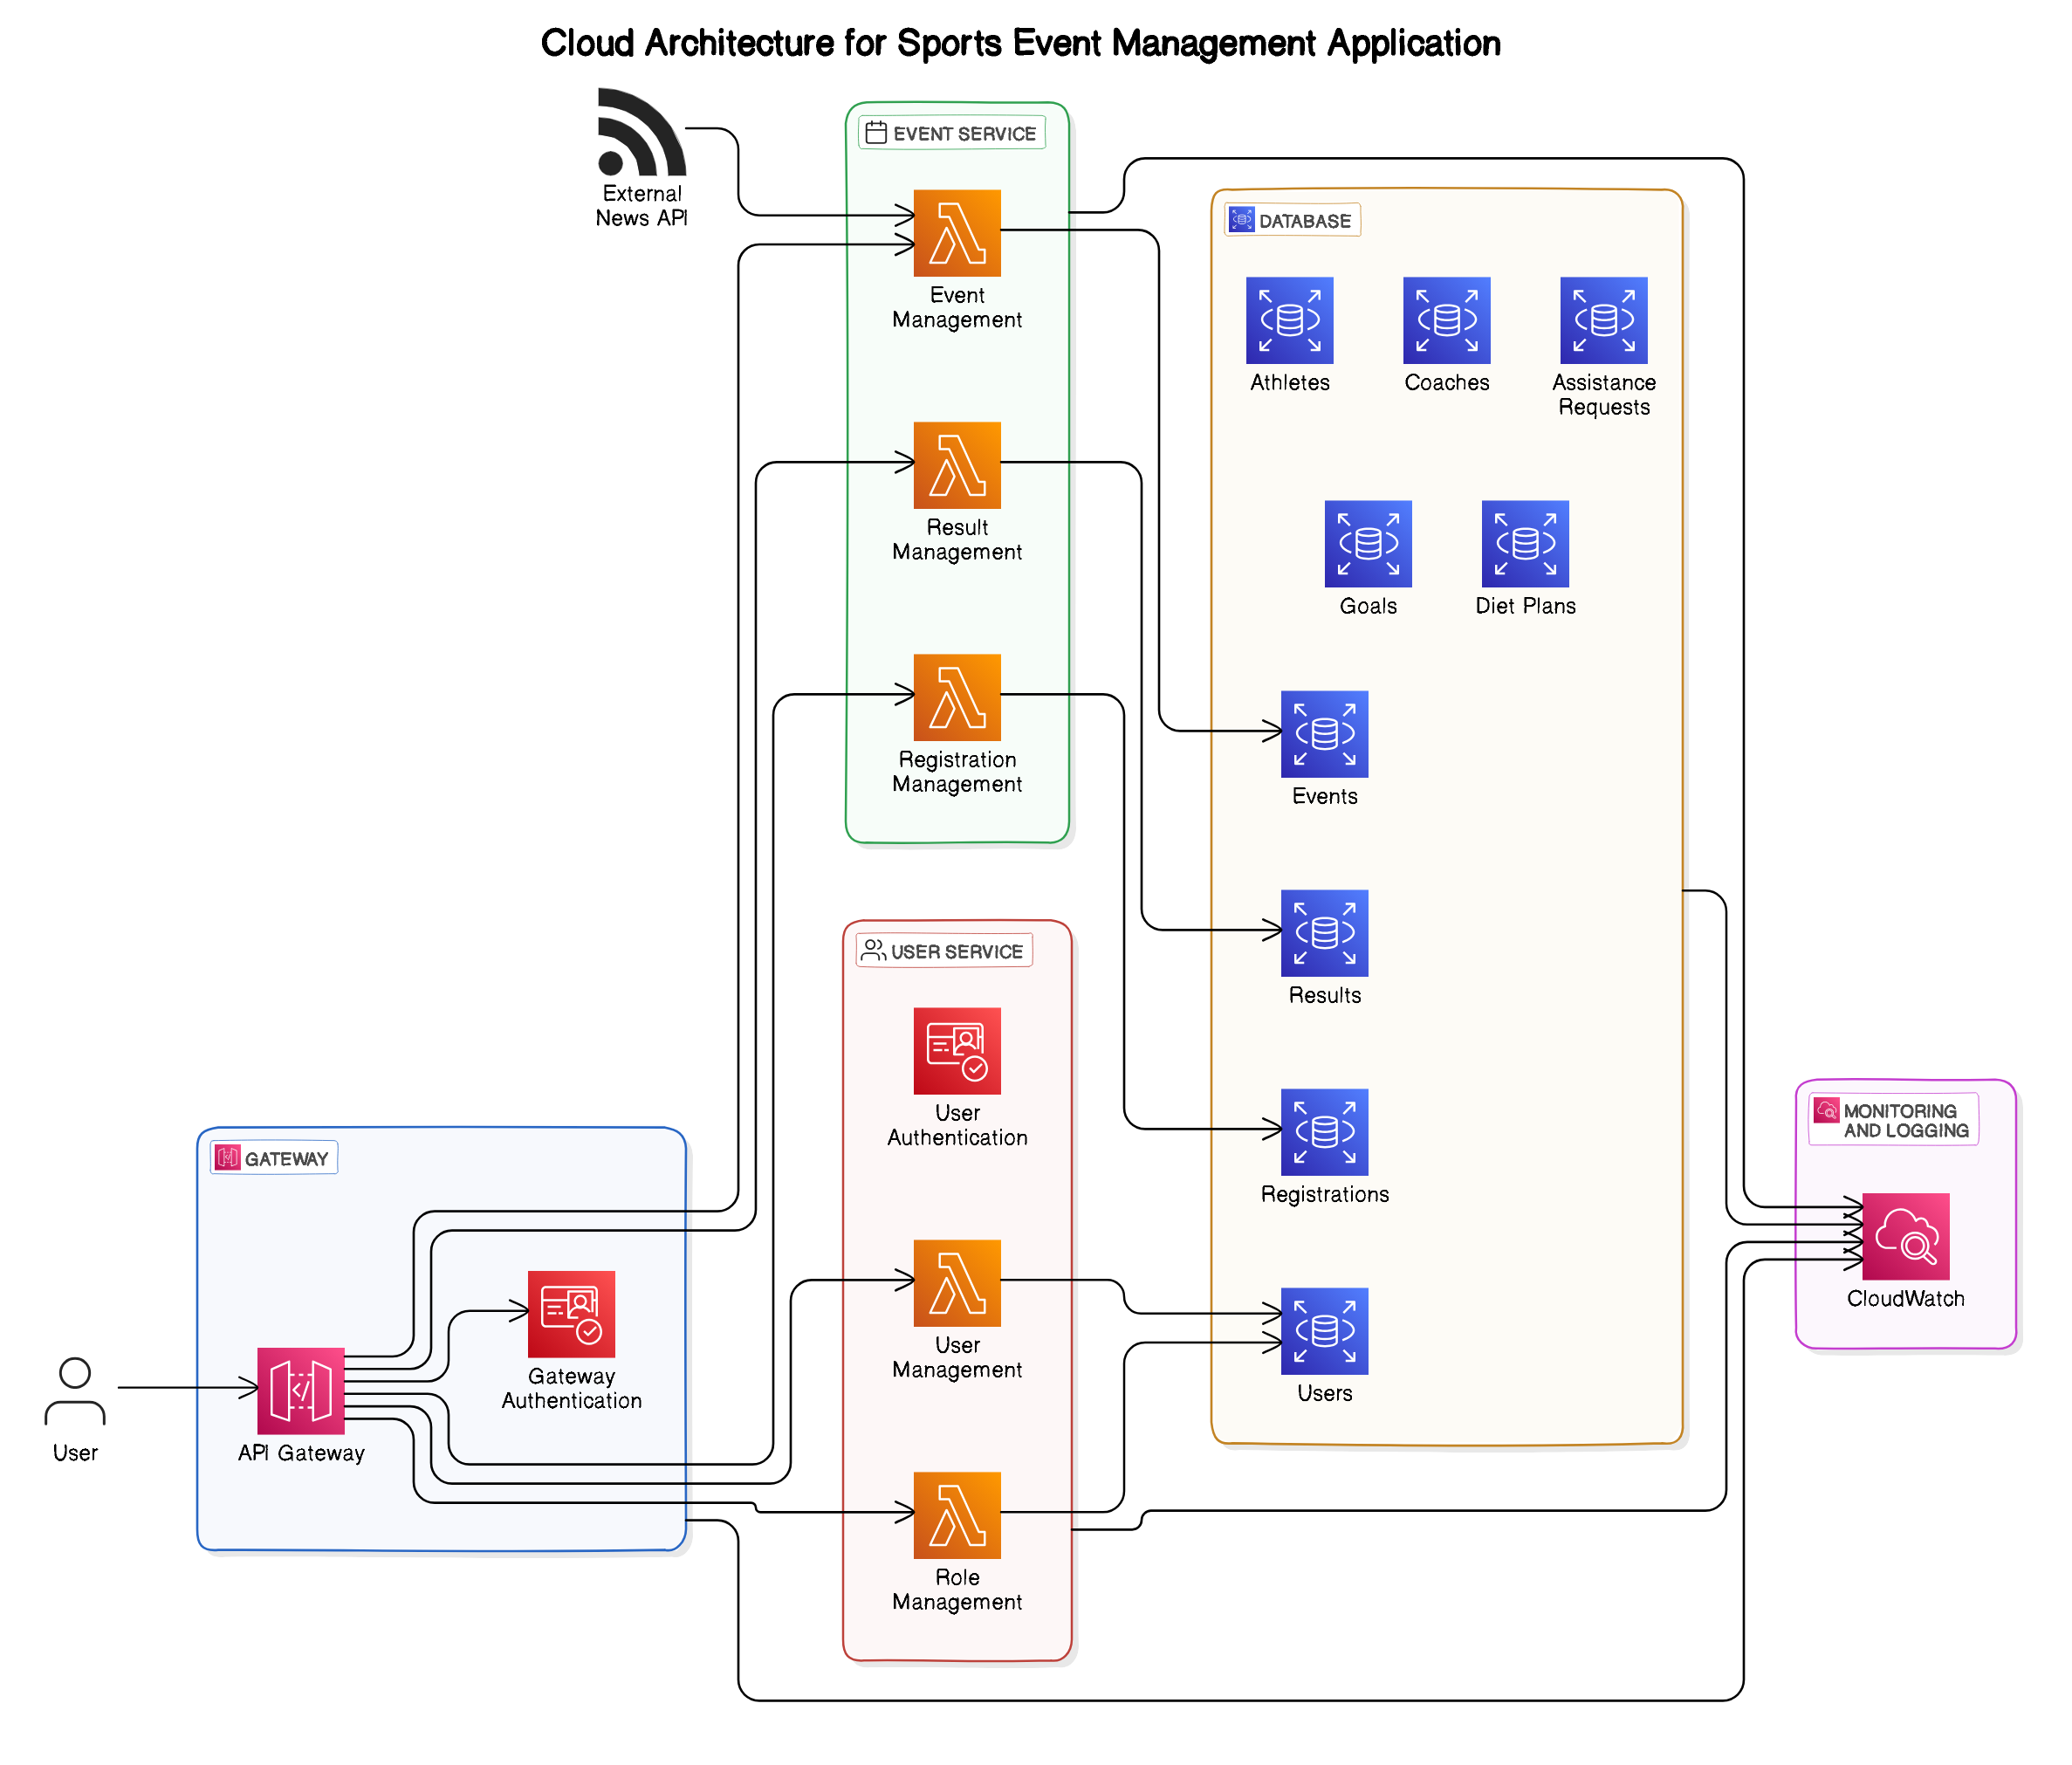 Cloud Architecture for Sports Event Management Application
External
News API
EVENT SERVICE
Event
Management
Result
Management
Registration
Management
DATABASE
Athletes
Coaches
Assistance
Requests
Goals
Diet Plans
Events
Results
Registrations
Users
USER SERVICE
User
Authentication
User
Management
Role
Management
GATEWAY
Gateway
Authentication
API Gateway
User
MONITORING
AND LOGGING
CloudWatch